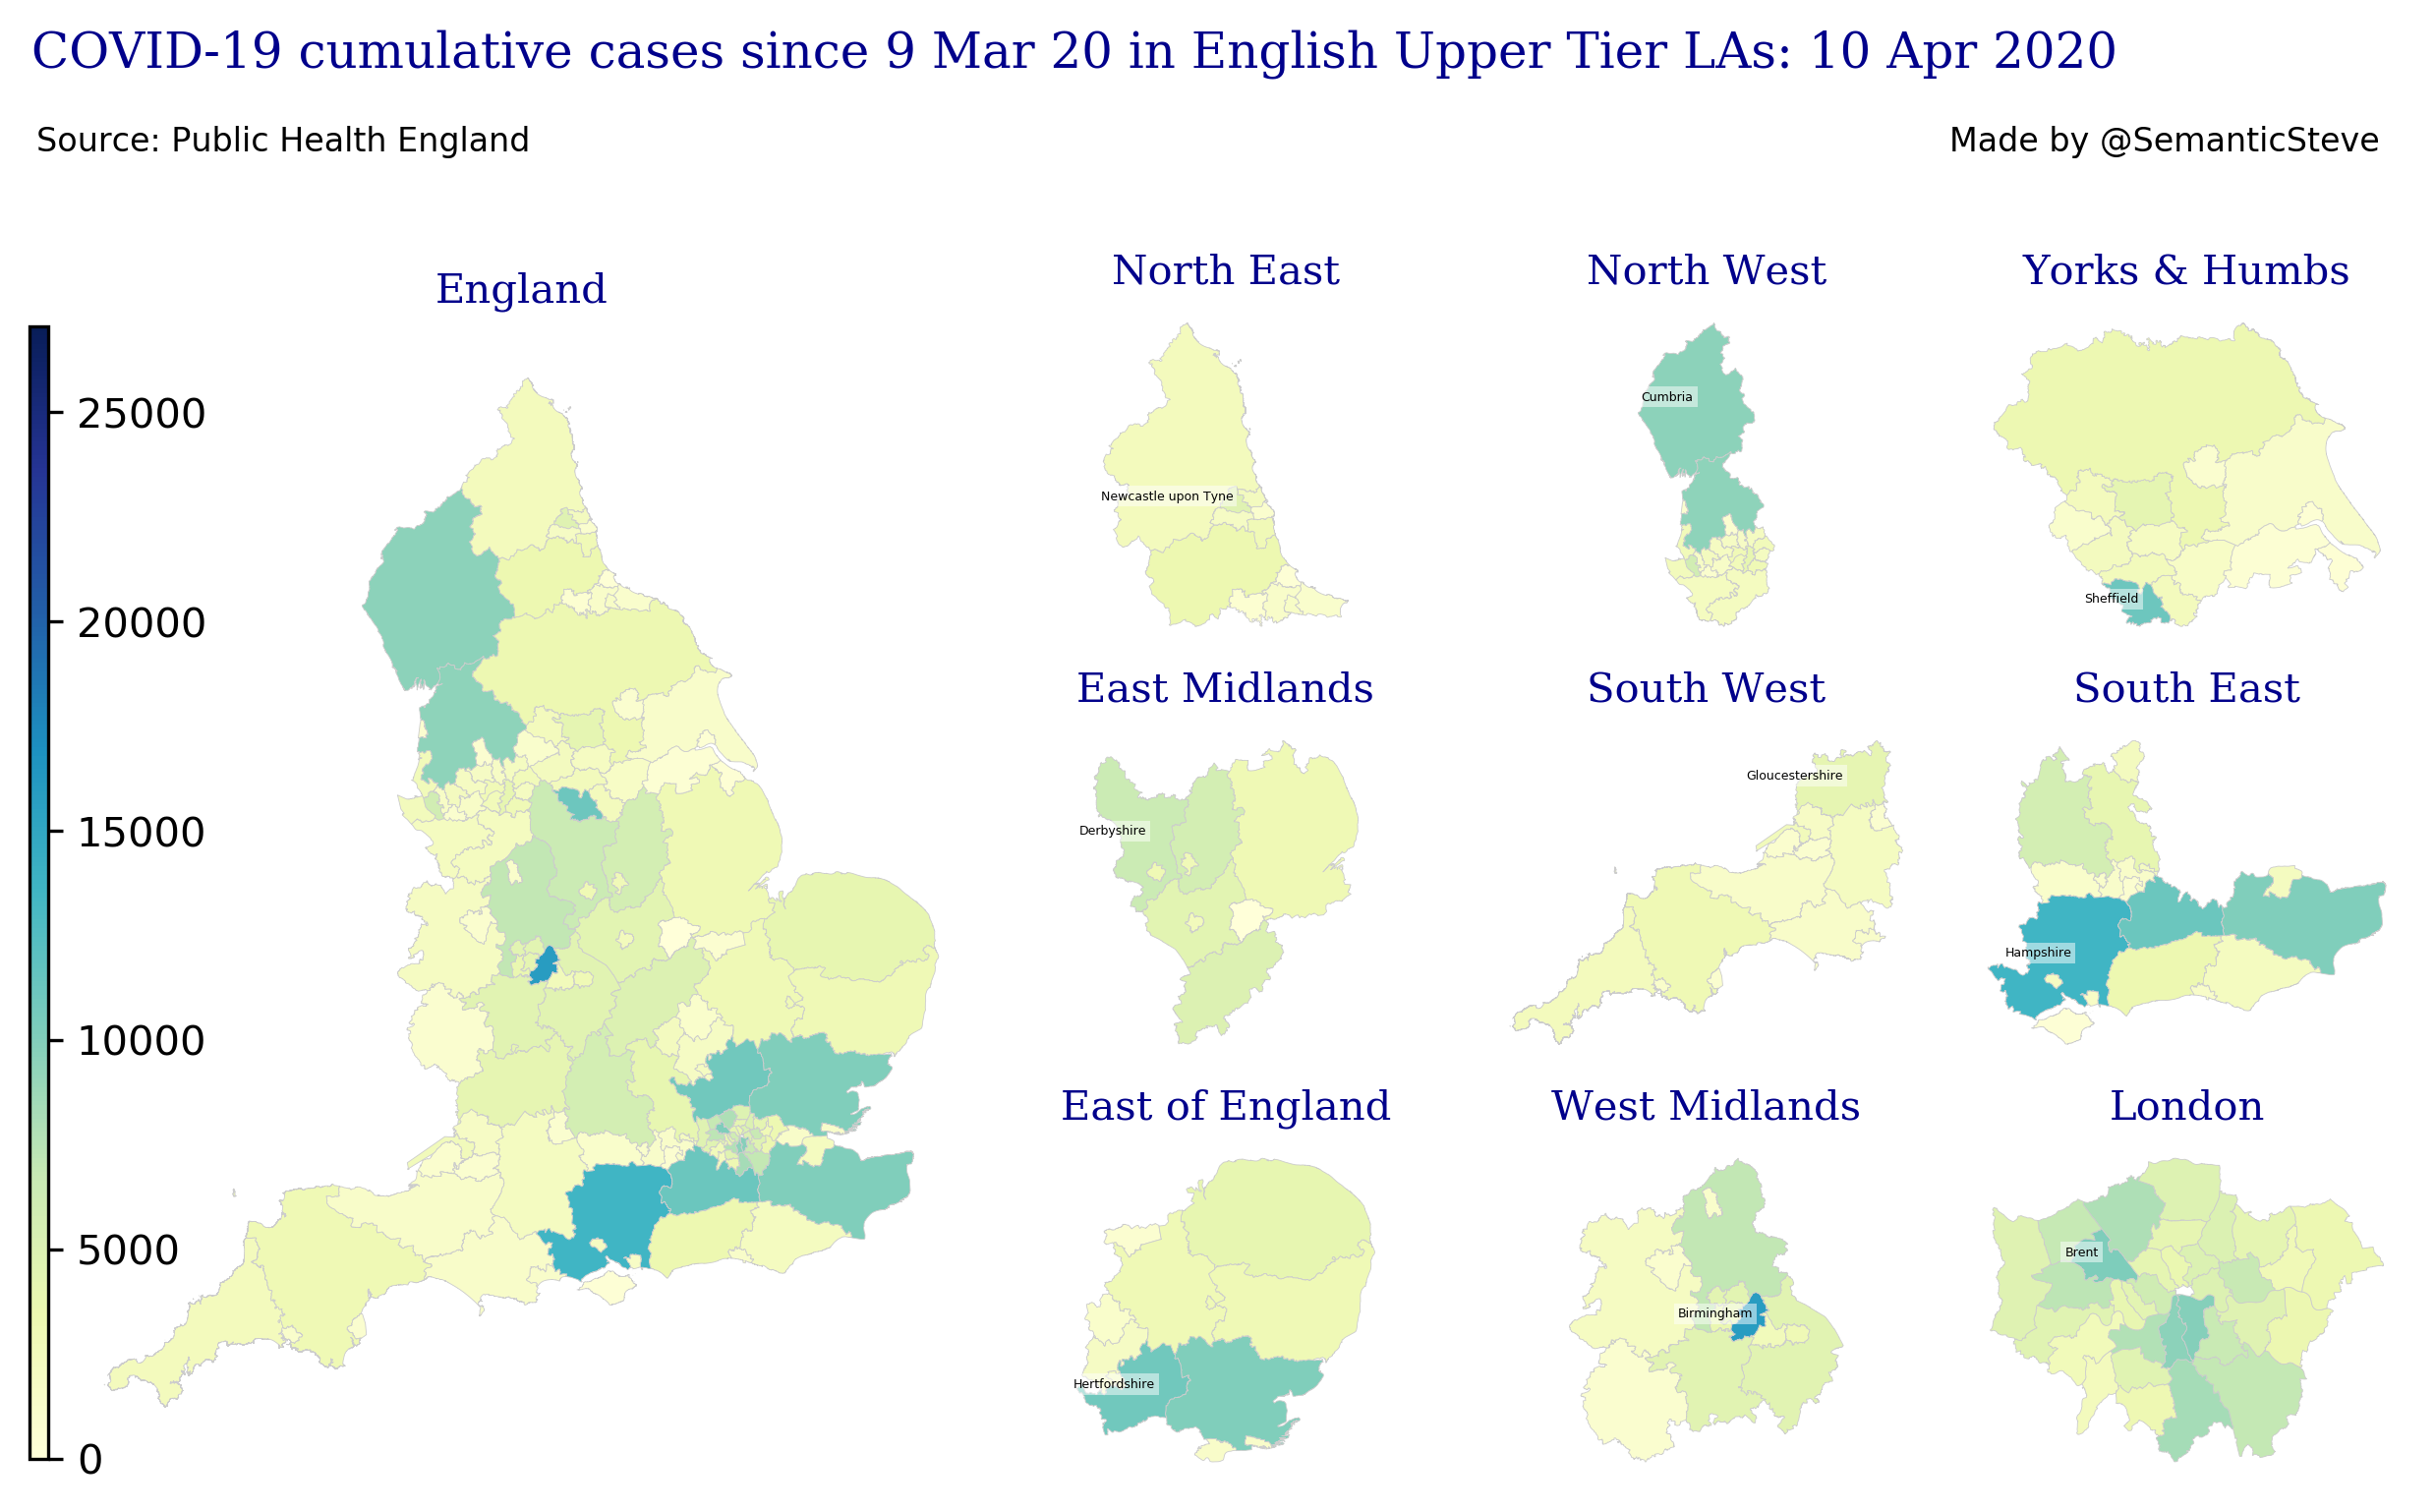 COVID-19 cumulative cases since 9 Mar 20 in English Upper Tier LAs: 10 Apr 2020
Source: Public Health England
Made by @SemanticSteve
England
25000
20000
15000
10000
5000
0
North East
Newcastle upon Tyne
North West
Cumbria
Yorks & Humbs
Sheffield
East Midlands
Derbyshire
South West
Gloucestershire
South East
Hampshire
East of England
Hertfordshire
West Midlands
Birmingham
London
Brent